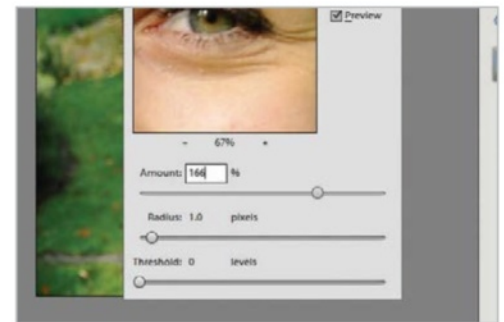 Preview
- 67% +
Amount: 166 %
Radius: 1.0 pixels
Threshold: 0 levels